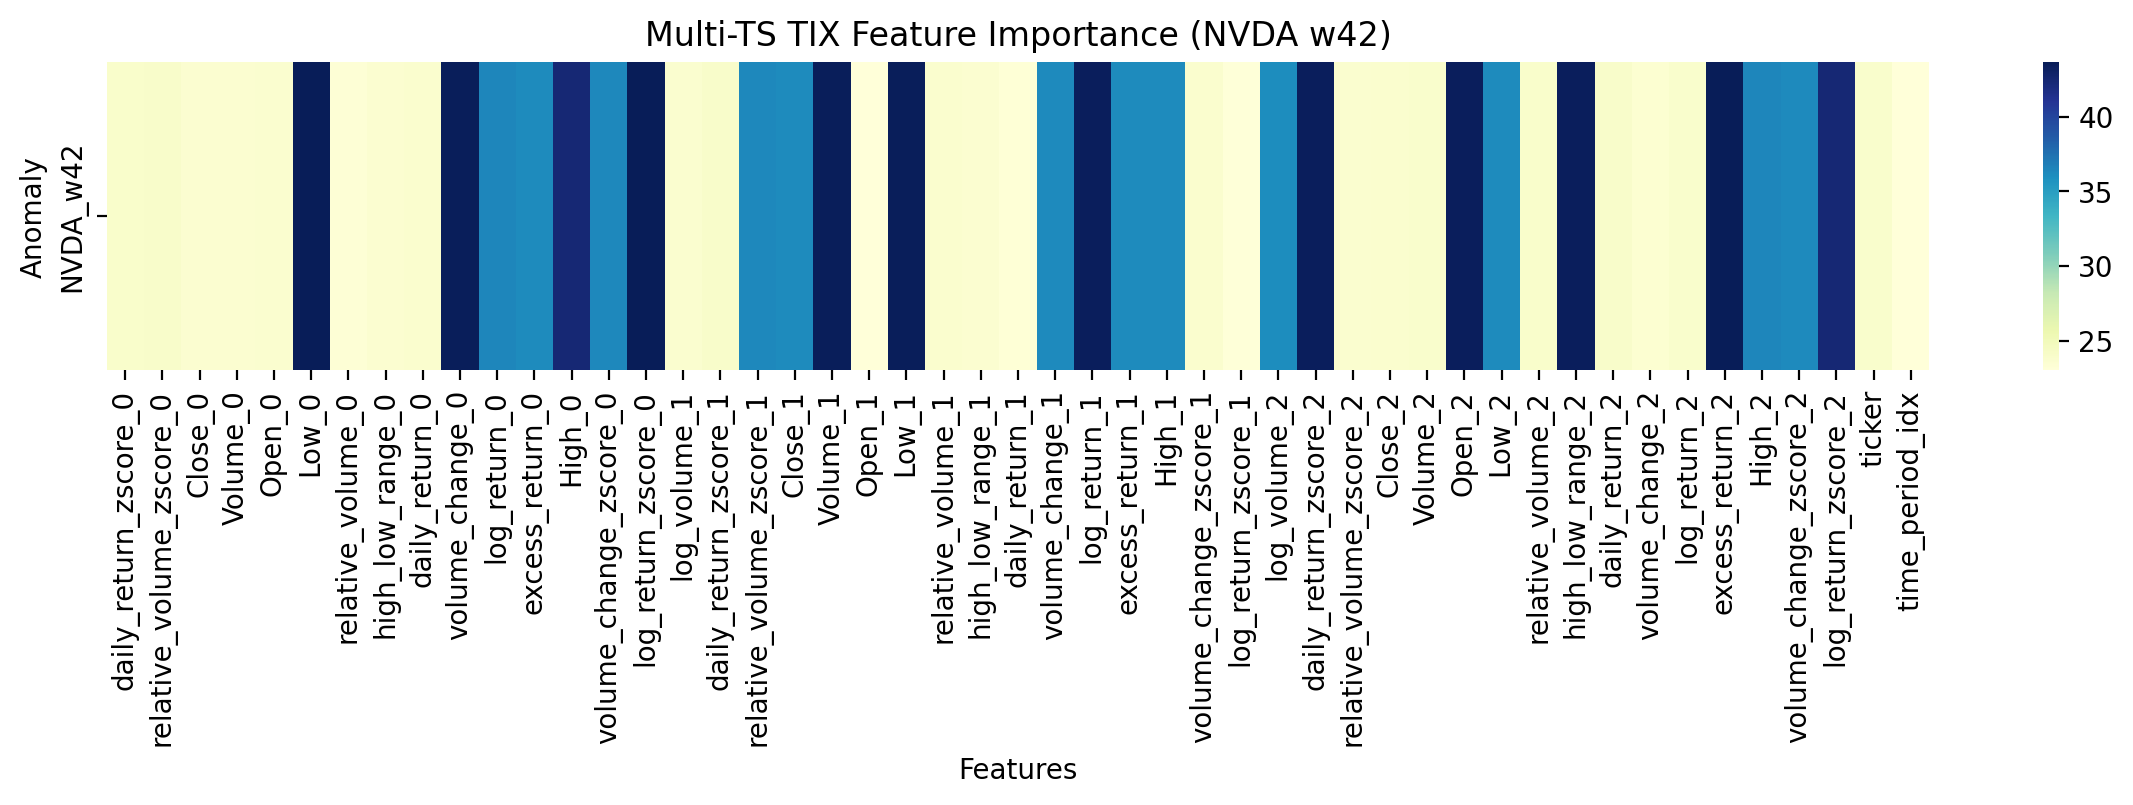 Multi-TS TIX Feature Importance (NVDA w42)
Anomaly
NVDA_w42
40
35
30
25
daily_return_zscore_0
relative_volume_zscore_0
Close_0
Volume_0
Open_0
Low_0
relative_volume_0
high_low_range_0
daily_return_0
volume_change_0
log_return_0
excess_return_0
High_0
volume_change_zscore_0
log_return_zscore_0
log_volume_1
daily_return_zscore_1
relative_volume_zscore_1
Close_1
Volume_1
Open_1
Low_1
relative_volume_1
high_low_range_1
daily_return_1
volume_change_1
log_return_1
excess_return_1
High_1
volume_change_zscore_1
log_return_zscore_1
log_volume_2
daily_return_zscore_2
relative_volume_zscore_2
Close_2
Volume_2
Open_2
Low_2
relative_volume_2
high_low_range_2
daily_return_2
volume_change_2
log_return_2
excess_return_2
High_2
volume_change_zscore_2
log_return_zscore_2
ticker
time_period_idx
Features